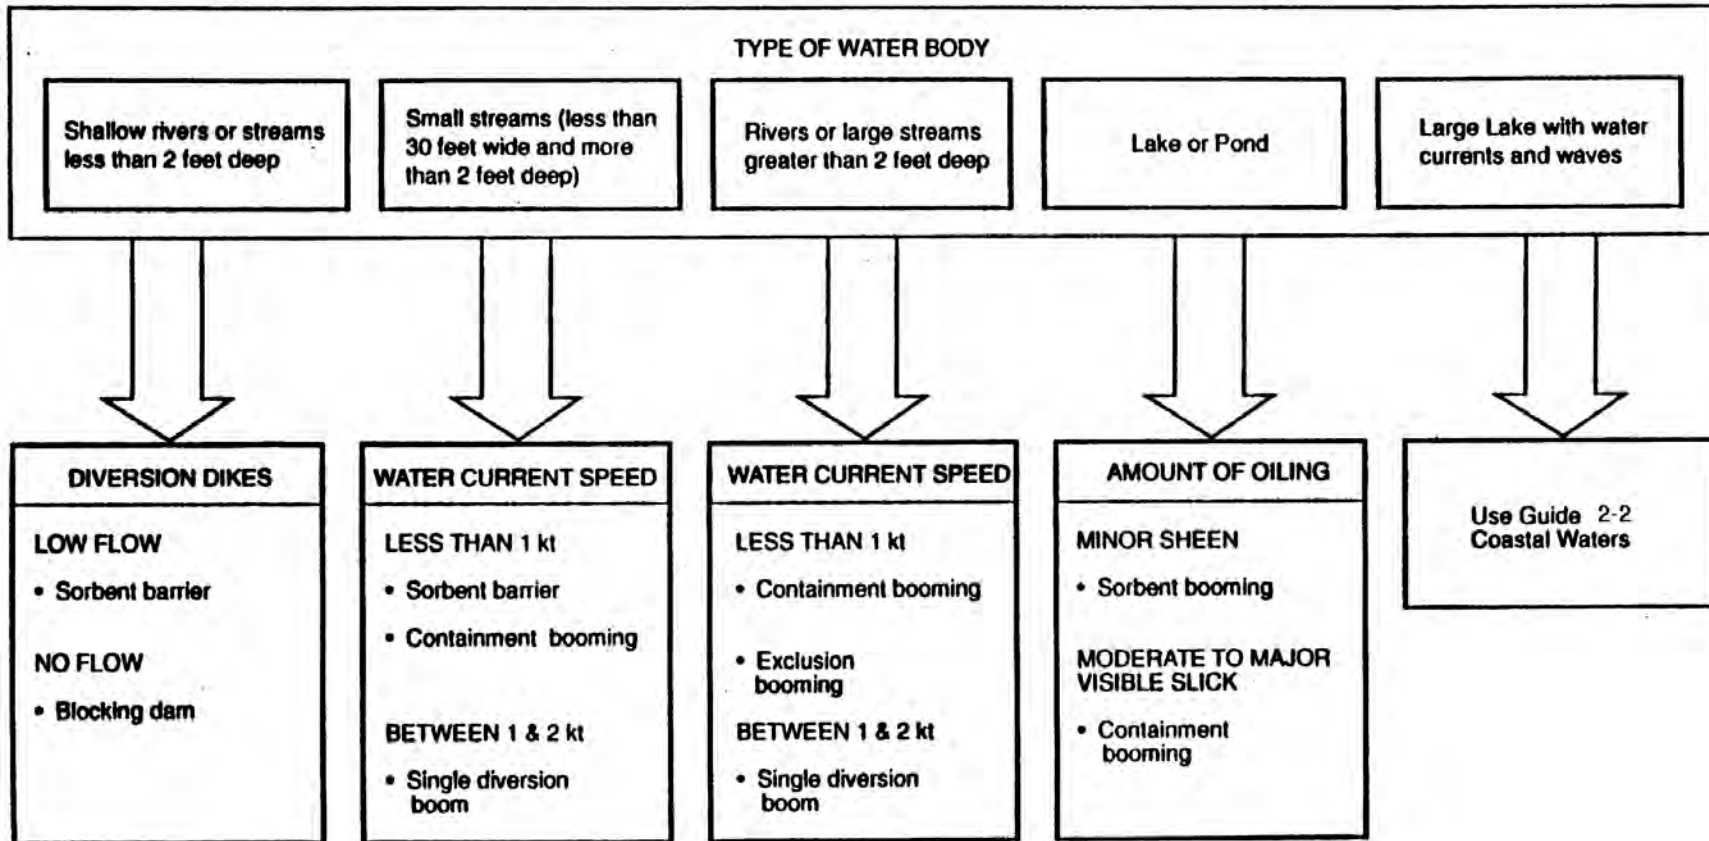 TYPE OF WATER BODY
Shallow rivers or streams
less than 2 feet deep
Small streams (less than
30 feet wide and more
than 2 feet deep)
Rivers or large streams
greater than 2 feet deep
Lake or Pond
Large Lake with water
currents and waves
DIVERSION DIKES
LOW FLOW
• Sorbent barrier
NO FLOW
• Blocking dam
WATER CURRENT SPEED
LESS THAN 1 kt
• Sorbent barrier
• Containment booming
BETWEEN 1 & 2 kt
• Single diversion
boom
WATER CURRENT SPEED
LESS THAN 1 kt
• Containment booming
• Exclusion
booming
BETWEEN 1 & 2 kt
• Single diversion
boom
AMOUNT OF OILING
MINOR SHEEN
• Sorbent booming
MODERATE TO MAJOR
VISIBLE SLICK
• Containment
booming
Use Guide 2-2
Coastal Waters